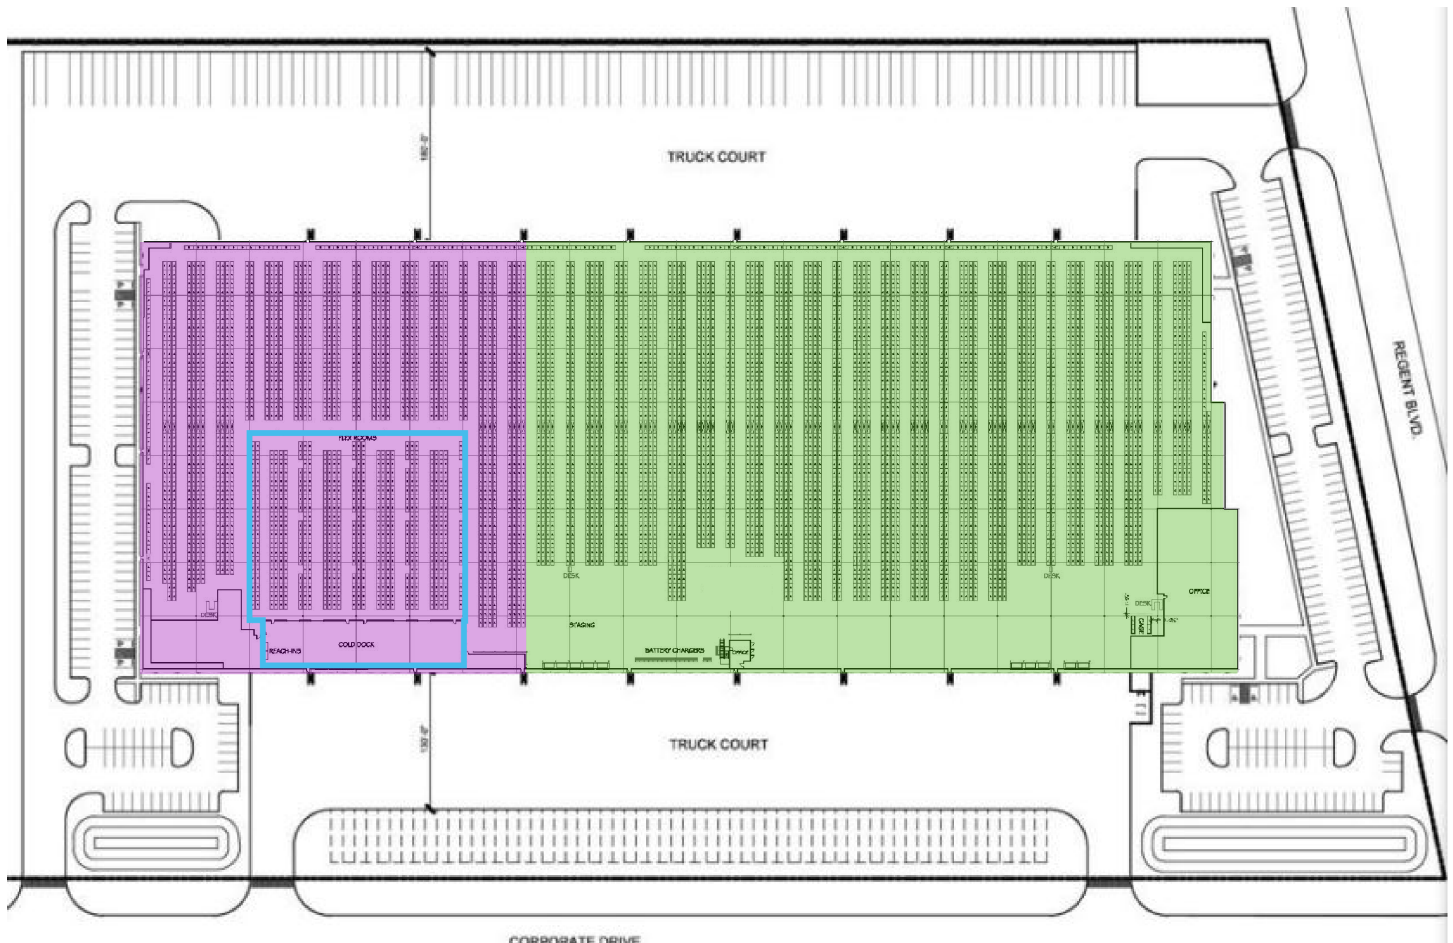 TRUCK COURT
180'-0"
REGENT BLVD.
FLEX ROOMS
DESK
DESK
DESK
DESK
OFFICE
STAGING
CAGE
REACH-INS
COLD DOCK
BATTERY CHARGERS
OFFICE
130'-0"
TRUCK COURT
CORPORATE DRIVE